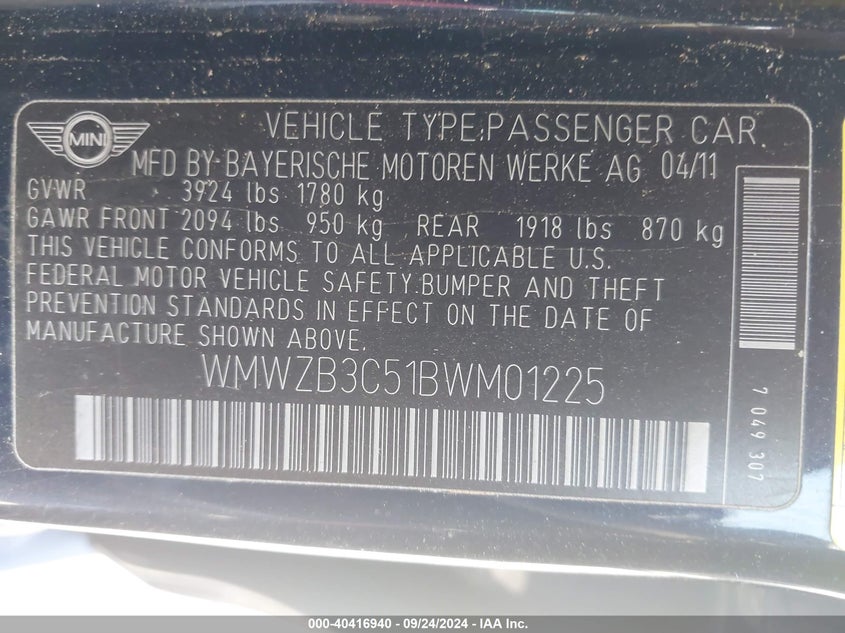 MINI
VEHICLE TYPE:PASSENGER CAR
MFD BY-BAYERISCHE MOTOREN WERKE AG 04/11
GVWR 3924 lbs 1780 kg
GAWR FRONT 2094 lbs 950 kg REAR 1918 lbs 870 kg
THIS VEHICLE CONFORMS TO ALL APPLICABLE U.S.
FEDERAL MOTOR VEHICLE SAFETY.BUMPER AND THEFT
PREVENTION STANDARDS IN EFFECT ON THE DATE OF
MANUFACTURE SHOWN ABOVE.
WMWZB3C51BWM01225
7 049 307
000-40416940 - 09/24/2024 - IAA Inc.